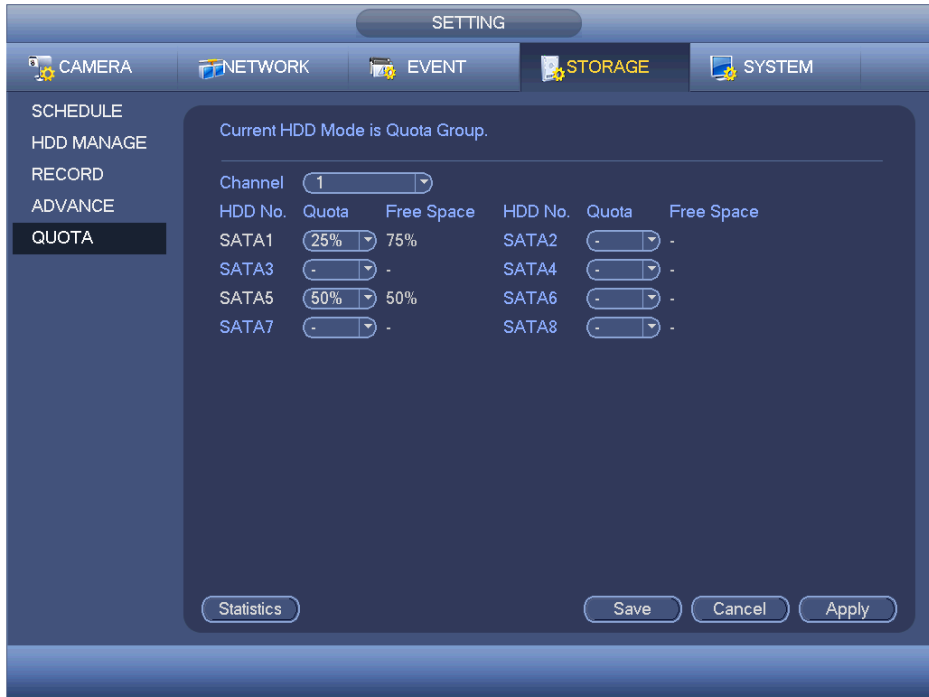 SETTING
CAMERA NETWORK EVENT STORAGE SYSTEM
SCHEDULE
HDD MANAGE
RECORD
ADVANCE
QUOTA
Current HDD Mode is Quota Group.
Channel 1
HDD No. Quota Free Space HDD No. Quota Free Space
SATA1 25% 75% SATA2 - -
SATA3 - - SATA4 - -
SATA5 50% 50% SATA6 - -
SATA7 - - SATA8 - -
Statistics Save Cancel Apply